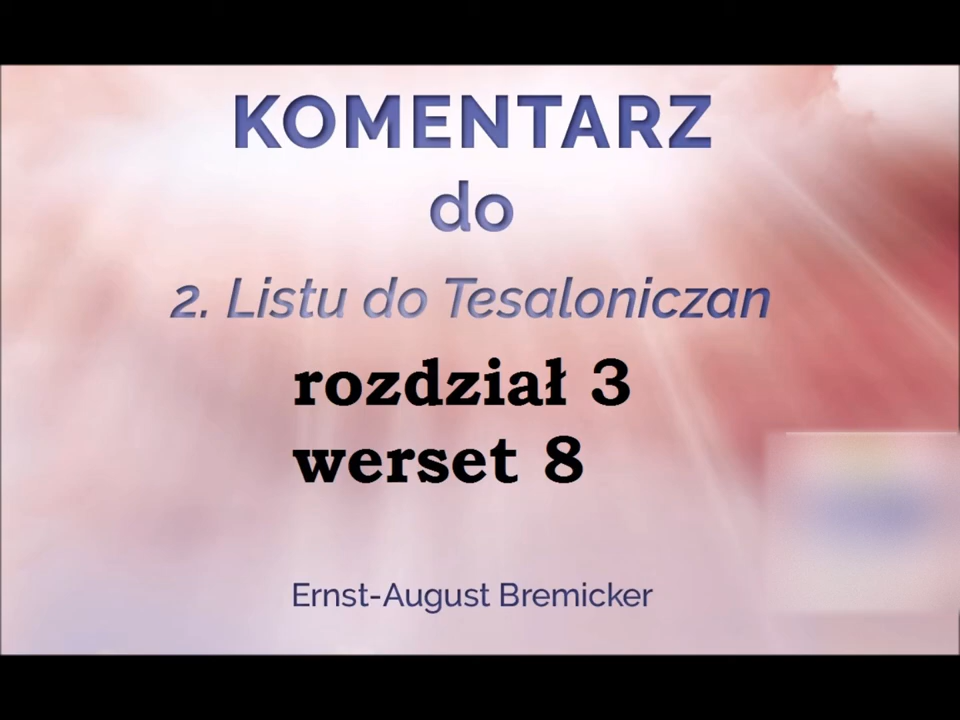 KOMENTARZ
do
2. Listu do Tesaloniczan
rozdział 3
werset 8
Ernst-August Bremicker